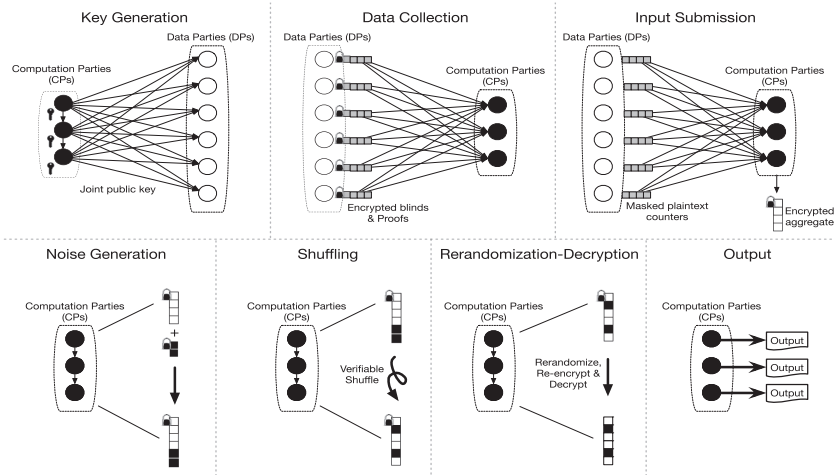 Key Generation
Data Parties (DPs)
Computation Parties
(CPs)
Joint public key
Data Collection
Data Parties (DPs)
Computation Parties
(CPs)
Encrypted blinds
& Proofs
Input Submission
Data Parties (DPs)
Computation Parties
(CPs)
Masked plaintext
counters
Encrypted
aggregate
Noise Generation
Computation Parties
(CPs)
+
Shuffling
Computation Parties
(CPs)
Verifiable
Shuffle
Rerandomization-Decryption
Computation Parties
(CPs)
Rerandomize,
Re-encrypt &
Decrypt
Output
Computation Parties
(CPs)
Output
Output
Output